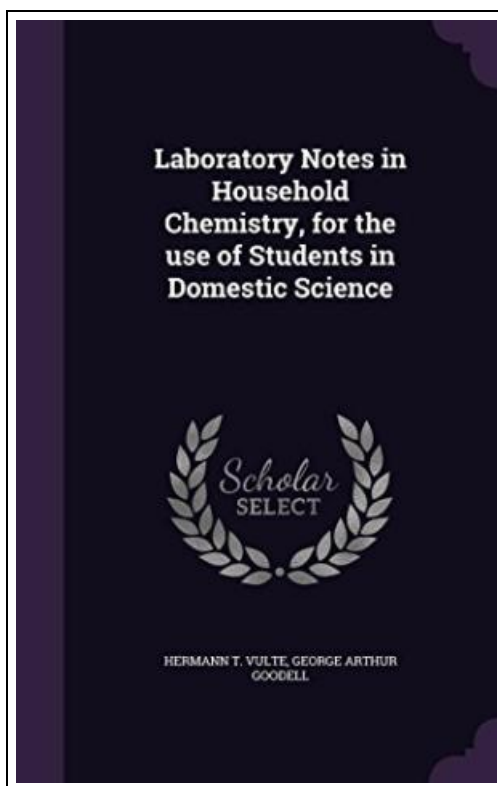 Laboratory Notes in
Household
Chemistry, for the
use of Students in
Domestic Science
Scholar
SELECT
HERMANN T. VULTE, GEORGE ARTHUR
GOODELL